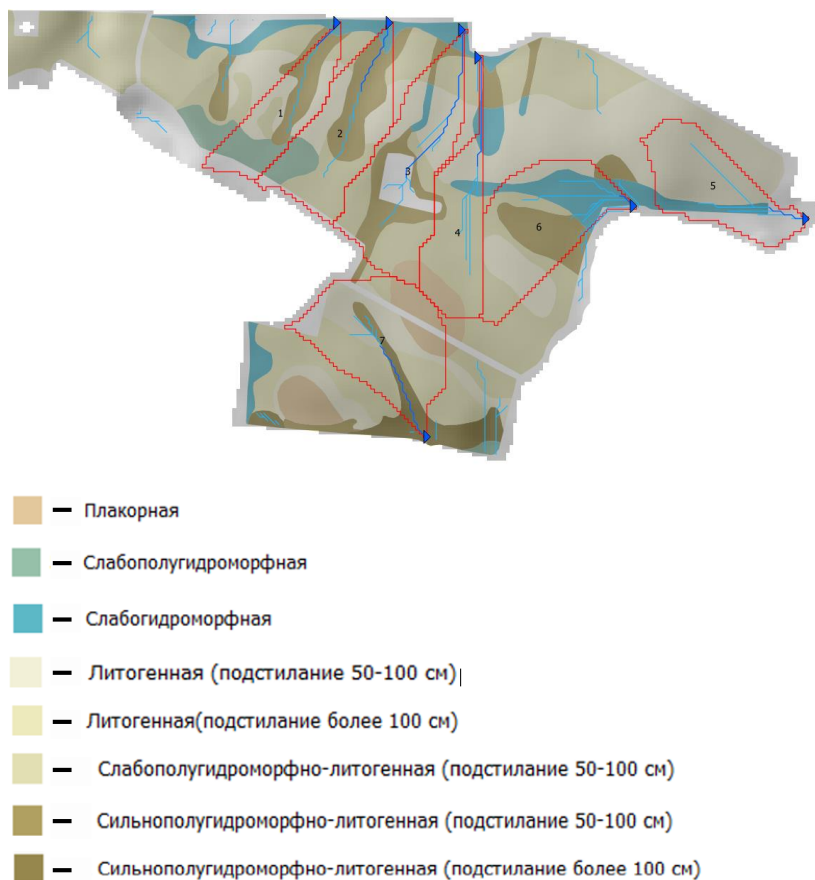 1
2
3
4
5
6
7
— Плакорная
— Слабополугидроморфная
— Слабогидроморфная
— Литогенная (подстилание 50-100 см)
— Литогенная(подстилание более 100 см)
— Слабополугидроморфно-литогенная (подстилание 50-100 см)
— Сильнополугидроморфно-литогенная (подстилание 50-100 см)
— Сильнополугидроморфно-литогенная (подстилание более 100 см)